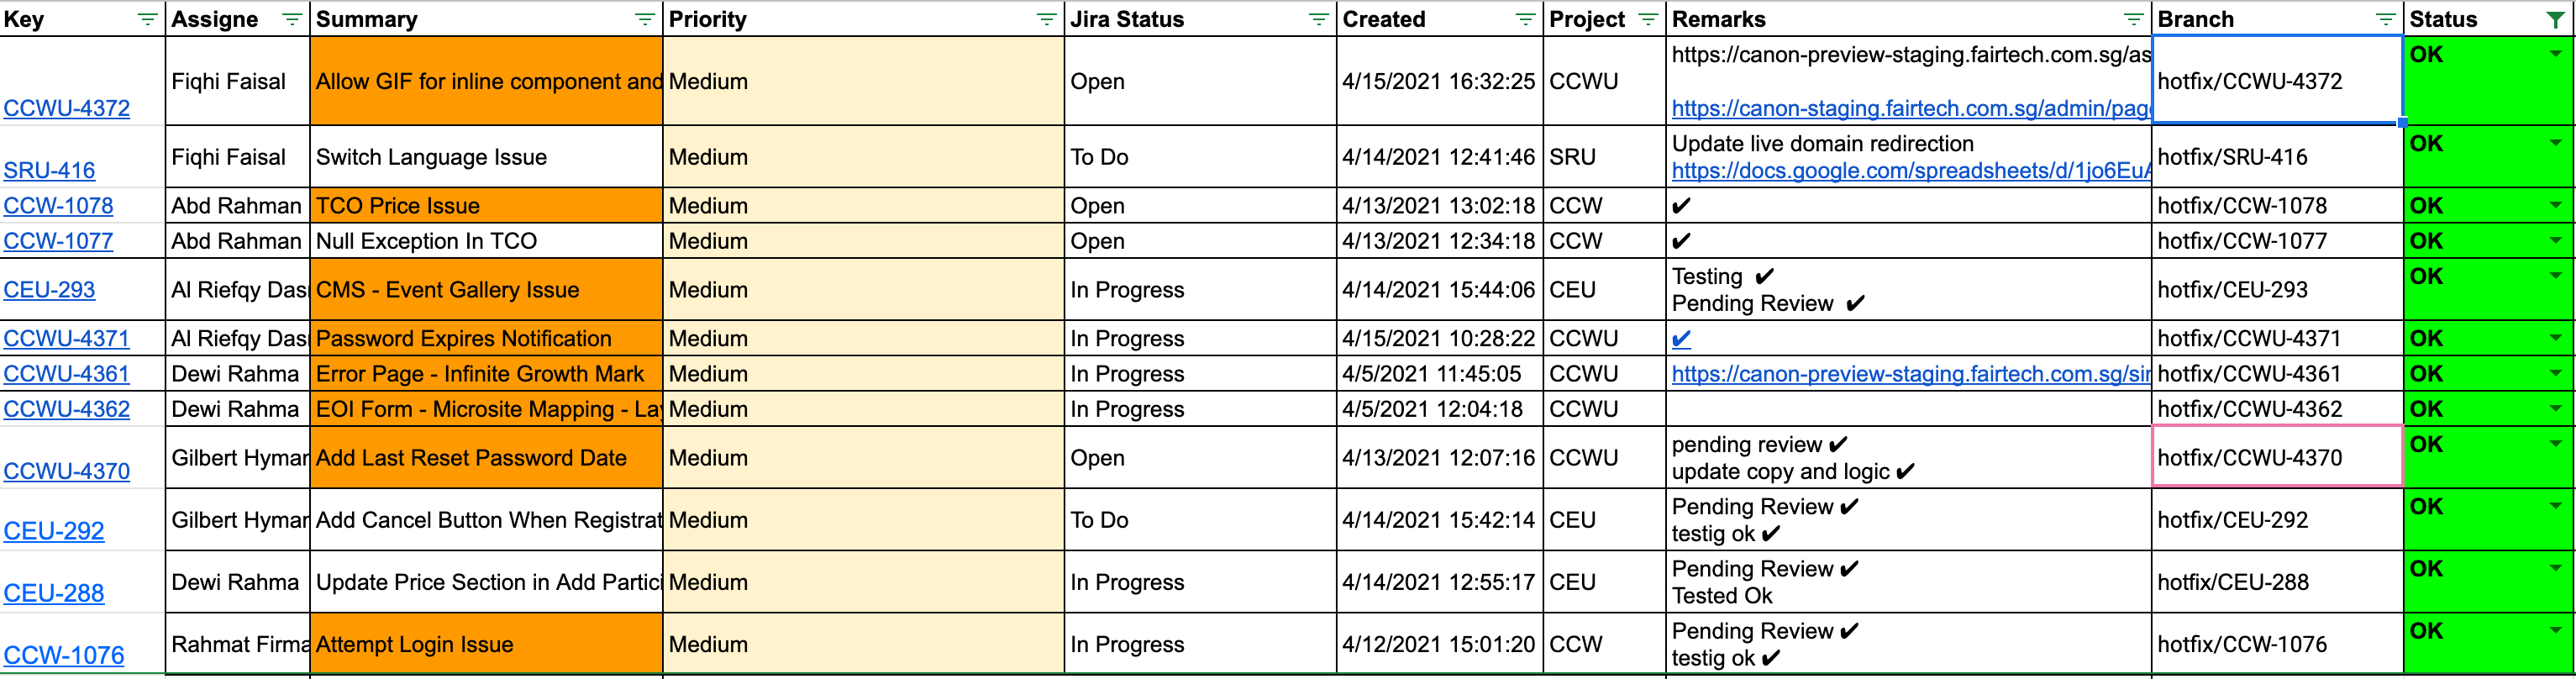 Key Assigne Summary Priority Jira Status Created Project Remarks Branch Status
CCWU-4372 Fiqhi Faisal Allow GIF for inline component and Medium Open 4/15/2021 16:32:25 CCWU https://canon-preview-staging.fairtech.com.sg/as hotfix/CCWU-4372 OK
https://canon-staging.fairtech.com.sg/admin/page
SRU-416 Fiqhi Faisal Switch Language Issue Medium To Do 4/14/2021 12:41:46 SRU Update live domain redirection hotfix/SRU-416 OK
https://docs.google.com/spreadsheets/d/1jo6EuA
CCW-1078 Abd Rahman TCO Price Issue Medium Open 4/13/2021 13:02:18 CCW ✔ hotfix/CCW-1078 OK
CCW-1077 Abd Rahman Null Exception In TCO Medium Open 4/13/2021 12:34:18 CCW ✔ hotfix/CCW-1077 OK
CEU-293 Al Riefqy Das CMS - Event Gallery Issue Medium In Progress 4/14/2021 15:44:06 CEU Testing ✔ hotfix/CEU-293 OK
Pending Review ✔
CCWU-4371 Al Riefqy Das Password Expires Notification Medium In Progress 4/15/2021 10:28:22 CCWU ✔ hotfix/CCWU-4371 OK
CCWU-4361 Dewi Rahma Error Page - Infinite Growth Mark Medium In Progress 4/5/2021 11:45:05 CCWU https://canon-preview-staging.fairtech.com.sg/sin hotfix/CCWU-4361 OK
CCWU-4362 Dewi Rahma EOI Form - Microsite Mapping - Lay Medium In Progress 4/5/2021 12:04:18 CCWU hotfix/CCWU-4362 OK
CCWU-4370 Gilbert Hyman Add Last Reset Password Date Medium Open 4/13/2021 12:07:16 CCWU pending review ✔ hotfix/CCWU-4370 OK
update copy and logic ✔
CEU-292 Gilbert Hyman Add Cancel Button When Registrat Medium To Do 4/14/2021 15:42:14 CEU Pending Review ✔ hotfix/CEU-292 OK
testig ok ✔
CEU-288 Dewi Rahma Update Price Section in Add Partici Medium In Progress 4/14/2021 12:55:17 CEU Pending Review ✔ hotfix/CEU-288 OK
Tested Ok
CCW-1076 Rahmat Firma Attempt Login Issue Medium In Progress 4/12/2021 15:01:20 CCW Pending Review ✔ hotfix/CCW-1076 OK
testig ok ✔